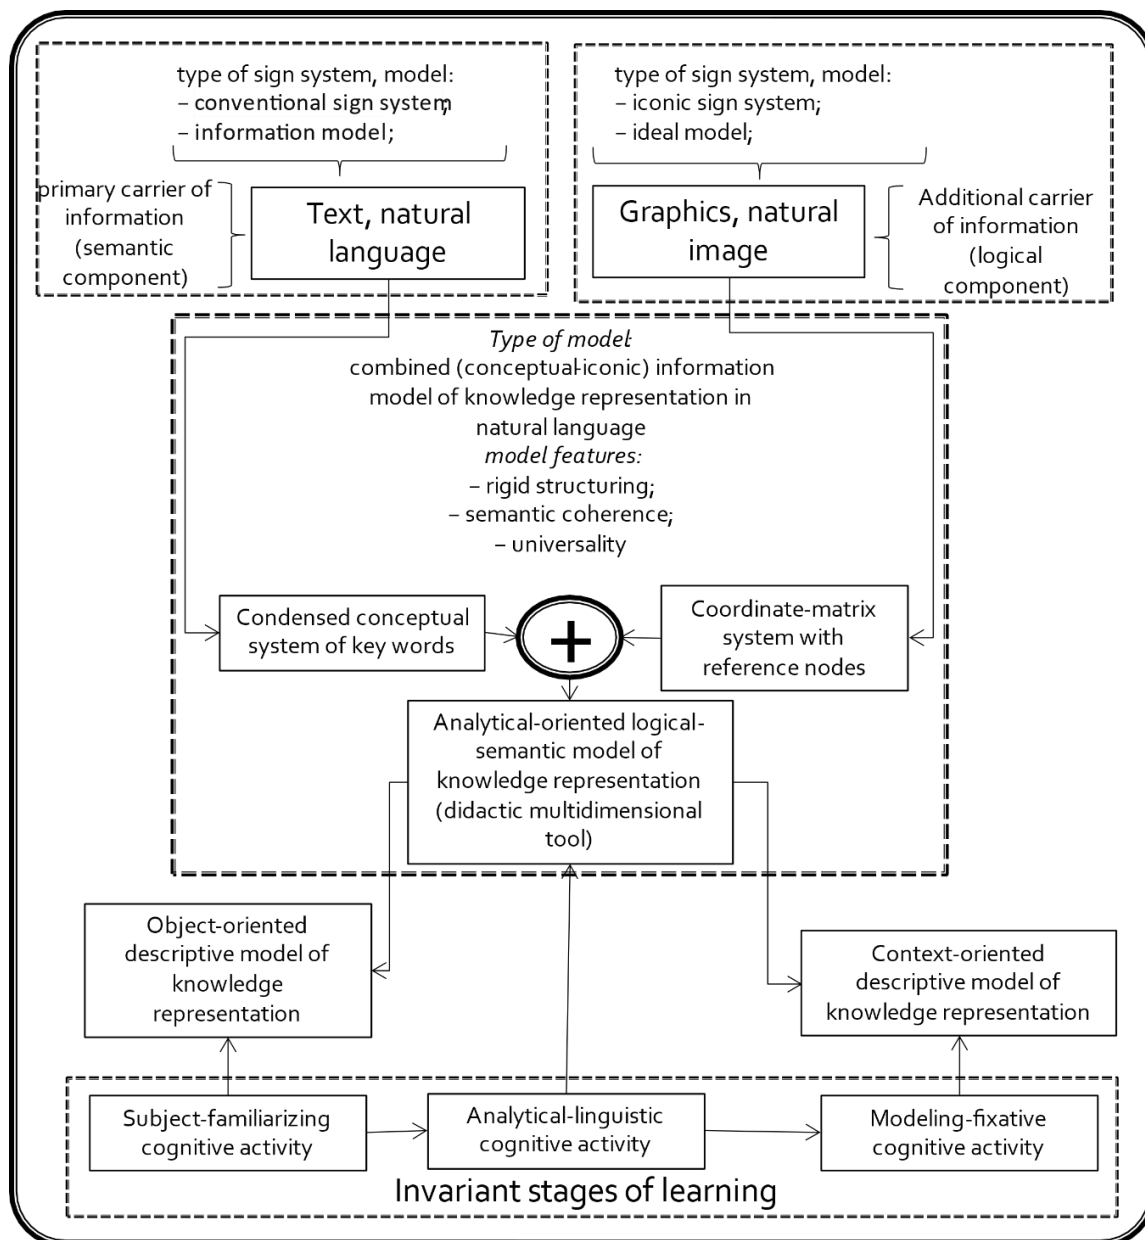 type of sign system, model:
– conventional sign system;
– information model;
primary carrier of
information
(semantic
component)
Text, natural
language
type of sign system, model:
– iconic sign system;
– ideal model;
Graphics, natural
image
Additional carrier
of information
(logical
component)
Type of model:
combined (conceptual-iconic) information
model of knowledge representation in
natural language
model features:
– rigid structuring;
– semantic coherence;
– universality
Condensed conceptual
system of key words
+
Coordinate-matrix
system with
reference nodes
Analytical-oriented logical-
semantic model of
knowledge representation
(didactic multidimensional
tool)
Object-oriented
descriptive model of
knowledge
representation
Context-oriented
descriptive model of
knowledge representation
Subject-familiarizing
cognitive activity
Analytical-linguistic
cognitive activity
Modeling-fixative
cognitive activity
Invariant stages of learning